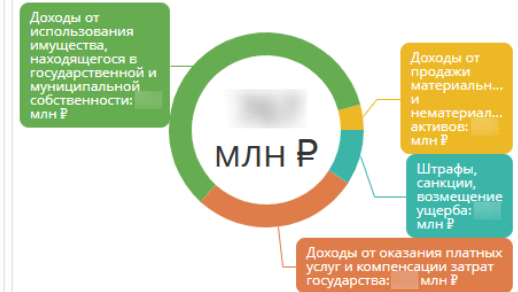 Доходы от
использования
имущества,
находящегося в
государственной и
муниципальной
собственности:
млн ₽
млн ₽
Доходы от
продажи
материальн...
и
нематериал...
активов:
млн ₽
Штрафы,
санкции,
возмещение
ущерба:
млн ₽
Доходы от оказания платных
услуг и компенсации затрат
государства: млн ₽